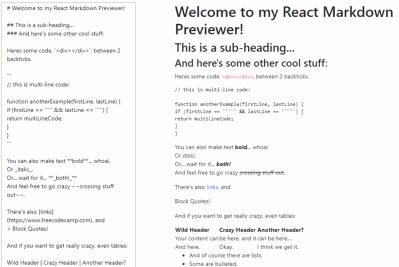 # Welcome to my React Markdown Previewer!
## This is a sub-heading...
### And here's some other cool stuff:
Heres some code, `<div></div>`, between 2
backticks.
```
// this is multi-line code:
function anotherExample(firstLine, lastLine) {
if (firstLine == '```' && lastLine == '```') {
return multiLineCode;
}
}
```
You can also make text **bold**... whoa!
Or _italic_.
Or... wait for it... **_both!_**
And feel free to go crazy ~~crossing stuff
out~~.
There's also [links]
(https://www.freecodecamp.com), and
> Block Quotes!
And if you want to get really crazy, even tables:
Wild Header | Crazy Header | Another Header?
Welcome to my React Markdown
Previewer!
This is a sub-heading...
And here's some other cool stuff:
Heres some code, <div></div>, between 2 backticks.
// this is multi-line code:
function anotherExample(firstLine, lastLine) {
if (firstLine == '```' && lastLine == '```') {
return multiLineCode;
}
}
You can also make text bold... whoa!
Or italic.
Or... wait for it... both!
And feel free to go crazy crossing stuff out.
There's also links, and
Block Quotes!
And if you want to get really crazy, even tables:
Wild Header Crazy Header Another Header?
Your content can be here, and it can be here....
And here. Okay. I think we get it.
• And of course there are lists.
• Some are bulleted.